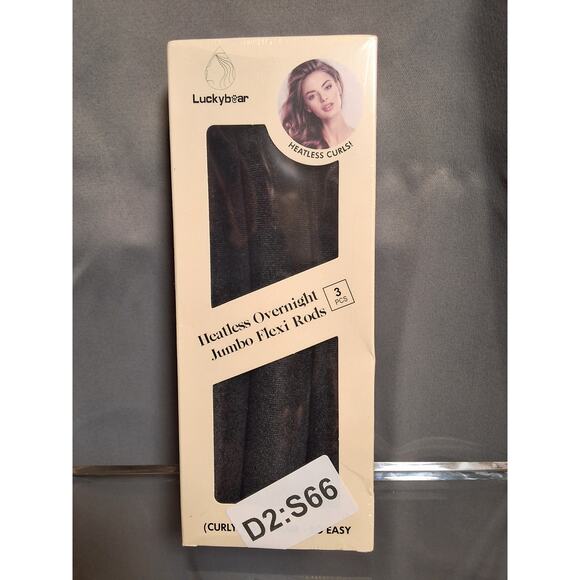 Luckybear
HEATLESS CURLS!
Heatless Overnight
Jumbo Flexi Rods
3
PCS
D2:S66
(CURLY
EASY